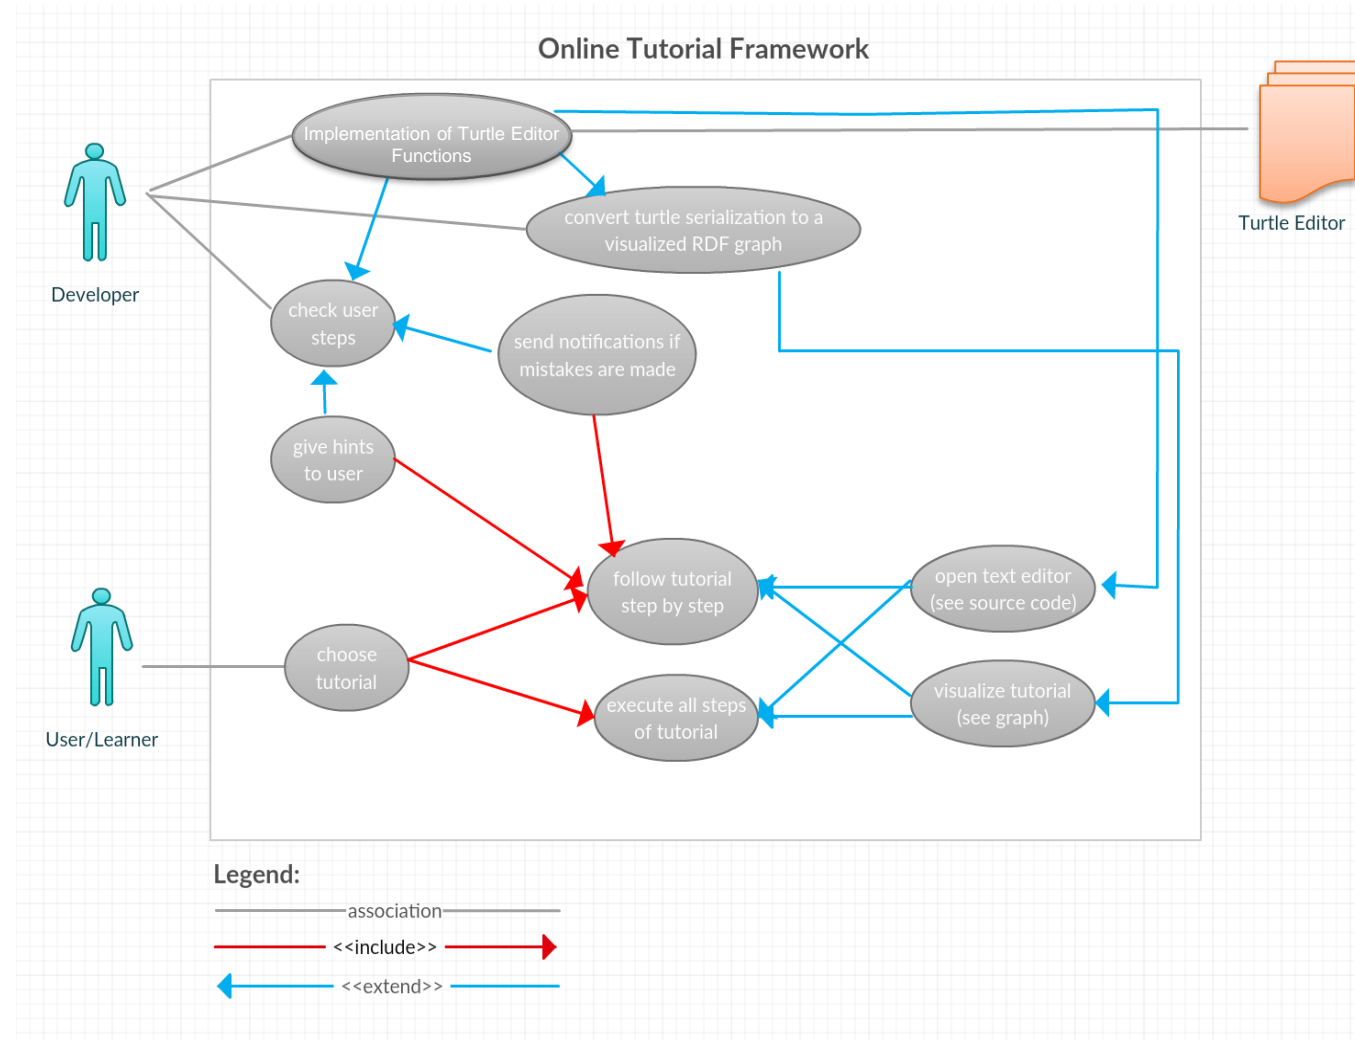 Online Tutorial Framework
Implementation of Turtle Editor
Functions
Turtle Editor
convert turtle serialization to a
visualized RDF graph
Developer
check user
steps
send notifications if
mistakes are made
give hints
to user
follow tutorial
step by step
open text editor
(see source code)
choose
tutorial
execute all steps
of tutorial
visualize tutorial
(see graph)
User/Learner
Legend:
association
<<include>>
<<extend>>